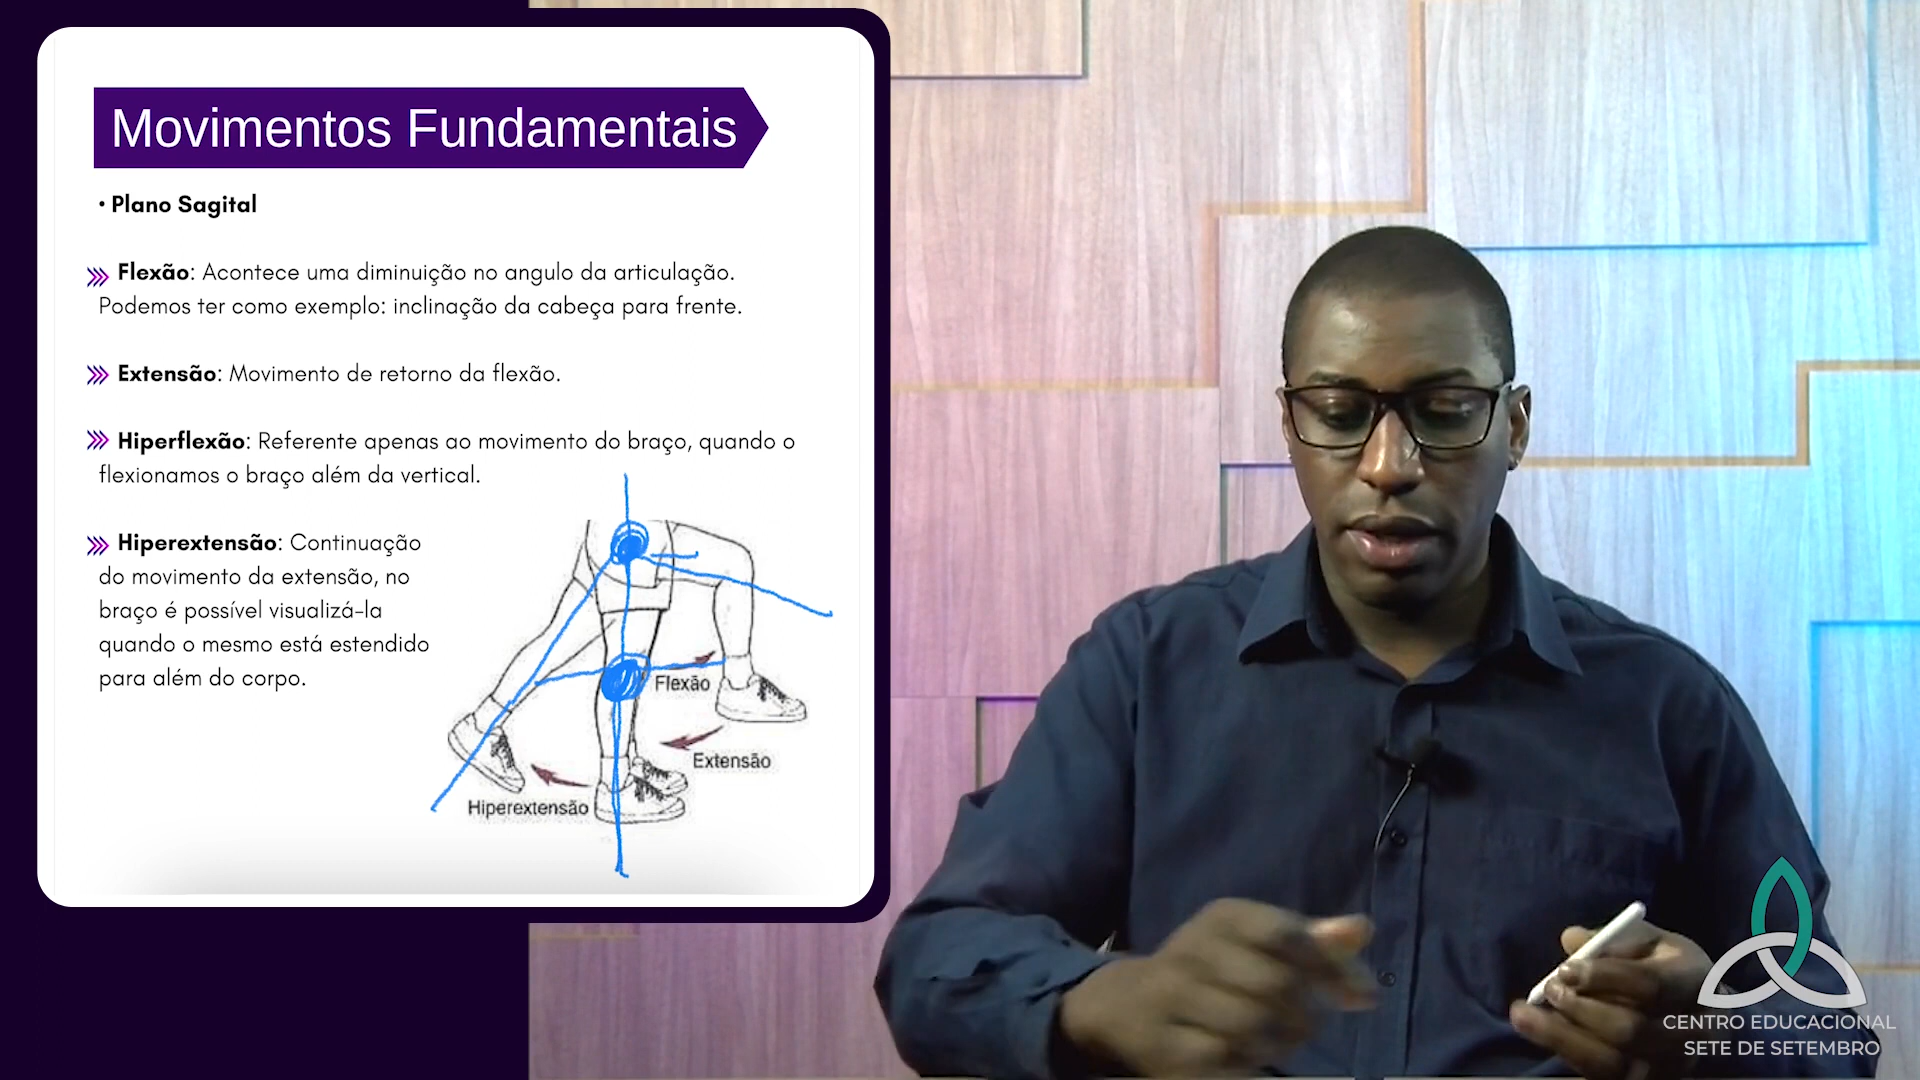 Movimentos Fundamentais
• Plano Sagital
Flexão: Acontece uma diminuição no angulo da articulação.
Podemos ter como exemplo: inclinação da cabeça para frente.
Extensão: Movimento de retorno da flexão.
Hiperflexão: Referente apenas ao movimento do braço, quando o
flexionamos o braço além da vertical.
Hiperextensão: Continuação
do movimento da extensão, no
braço é possível visualizá-la
quando o mesmo está estendido
para além do corpo.
Flexão
Extensão
Hiperextensão
CENTRO EDUCACIONAL
SETE DE SETEMBRO